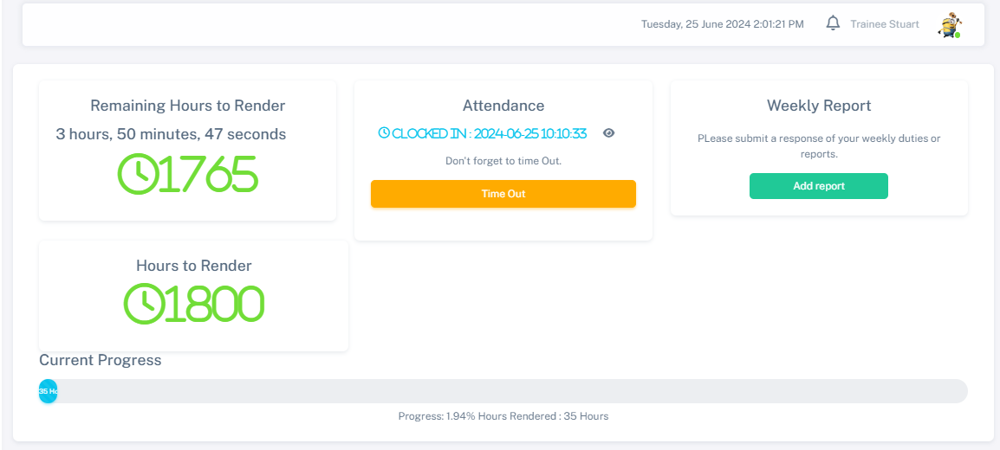 Tuesday, 25 June 2024 2:01:21 PM
Trainee Stuart
Remaining Hours to Render
3 hours, 50 minutes, 47 seconds
1765
Attendance
CLOCKED IN : 2024-06-25 10:10:33
Don't forget to time Out.
Time Out
Weekly Report
PLease submit a response of your weekly duties or
reports.
Add report
Hours to Render
1800
Current Progress
35 Ho
Progress: 1.94% Hours Rendered : 35 Hours